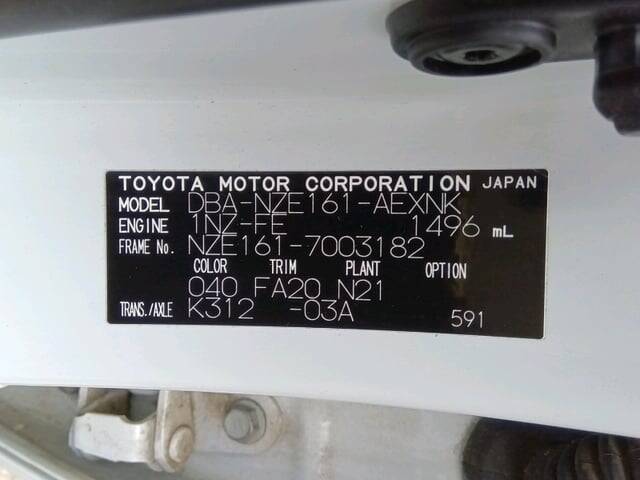 TOYOTA MOTOR CORPORATION JAPAN
MODEL DBA-NZE161-AEXNK
ENGINE 1NZ-FE 1496 mL
FRAME No. NZE161-7003182
COLOR TRIM PLANT OPTION
040 FA20 N21
TRANS./AXLE K312 -03A 591